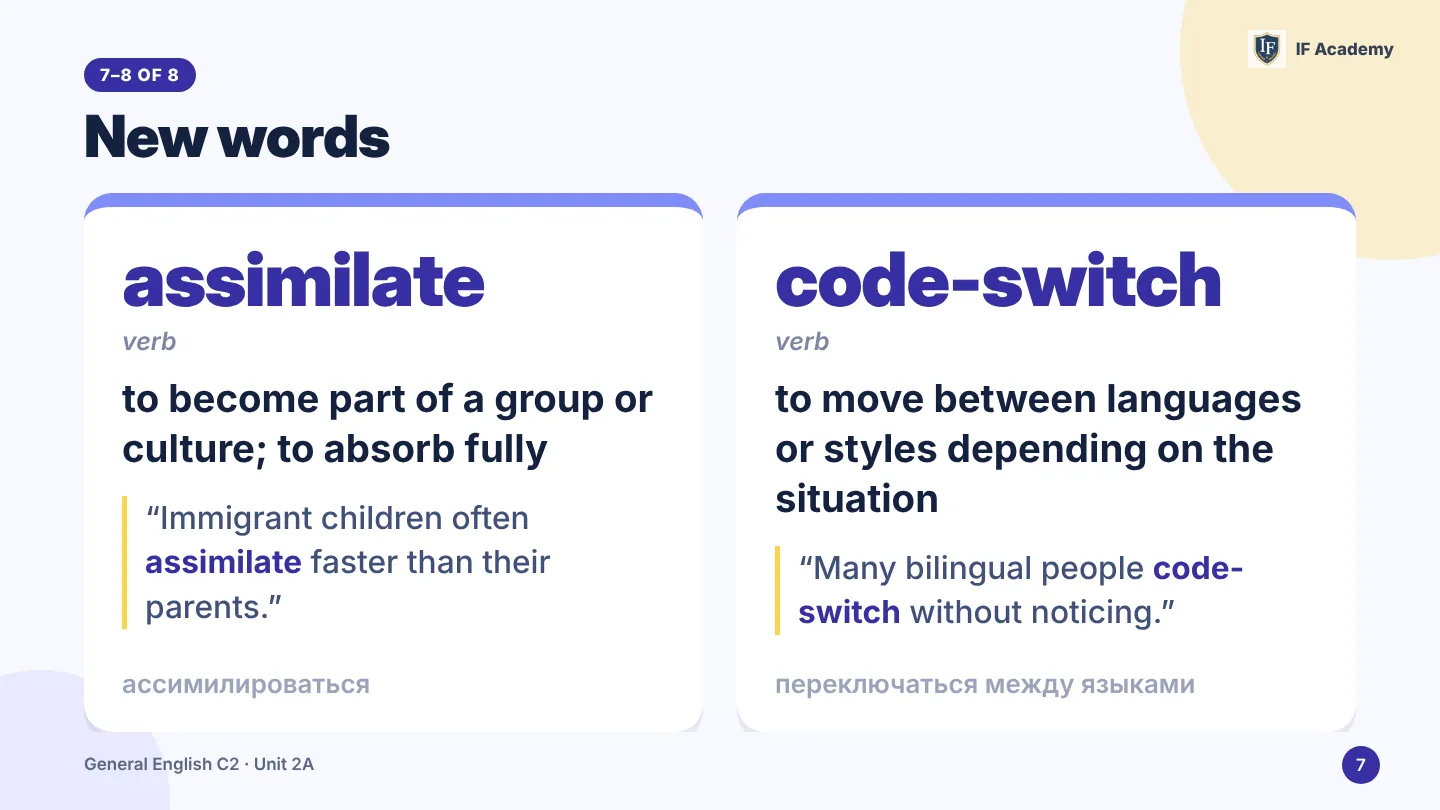 IF Academy
7–8 OF 8
New words
assimilate
verb
to become part of a group or
culture; to absorb fully
“Immigrant children often
assimilate faster than their
parents.”
ассимилироваться
code-switch
verb
to move between languages
or styles depending on the
situation
“Many bilingual people code-
switch without noticing.”
переключаться между языками
General English C2 · Unit 2A
7